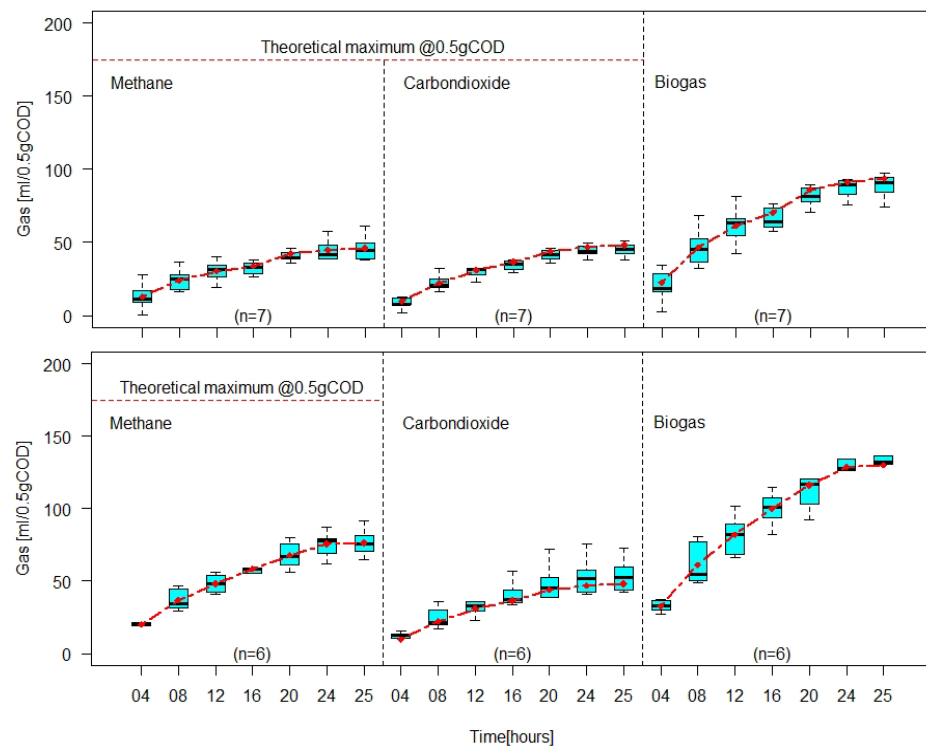 200
Theoretical maximum @0.5gCOD
Methane
Carbondioxide
Biogas
150
Gas [ml/0.5gCOD]
100
50
0
(n=7)
(n=7)
(n=7)
200
Theoretical maximum @0.5gCOD
Methane
Carbondioxide
Biogas
150
Gas [ml/0.5gCOD]
100
50
0
(n=6)
(n=6)
(n=6)
04 08 12 16 20 24 25 04 08 12 16 20 24 25 04 08 12 16 20 24 25
Time[hours]